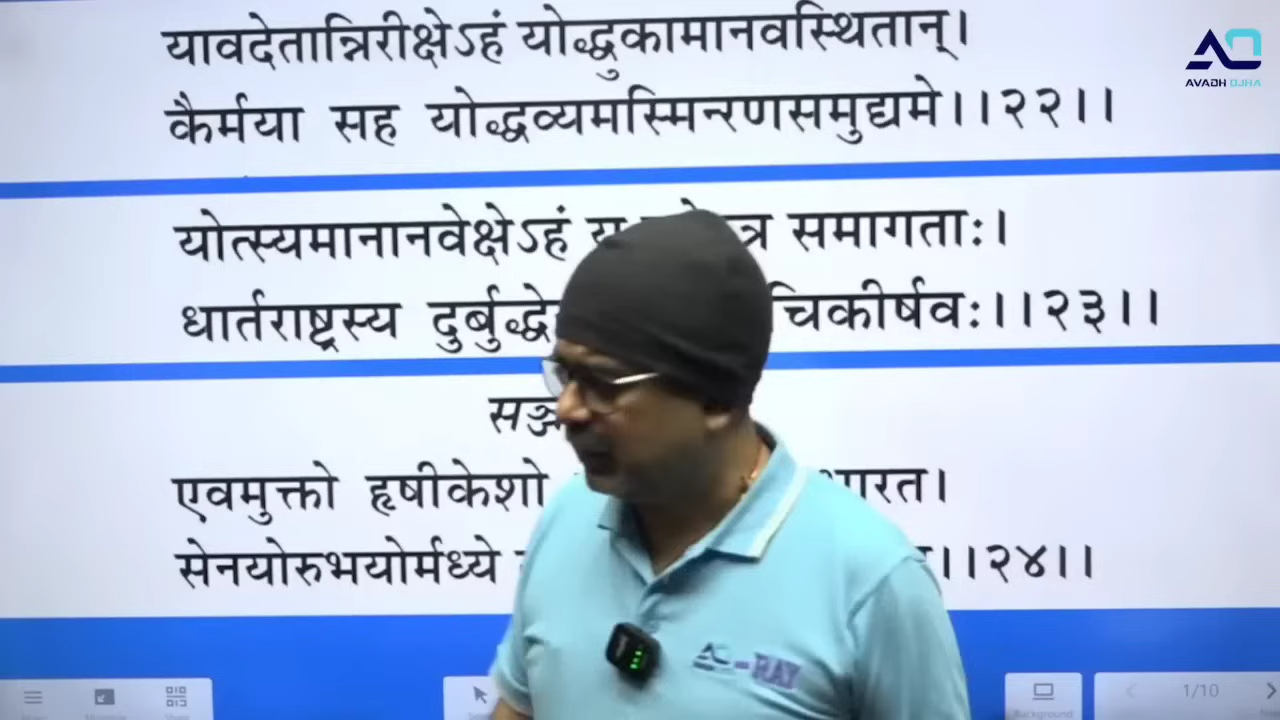 यावदेतान्निरीक्षेऽहं योद्धुकामानवस्थितान्।
कैर्मया सह योद्धव्यमस्मिन्रणसमुद्यमे।।२२।।
योत्स्यमानानवेक्षेऽहं समागताः।
धार्तराष्ट्रस्य चिकीर्षवः।।२३।।
एवमुक्तो हृषीकेशो
सेनयोरुभयोर्मध्ये ।।२४।।
AVADH OJHA
Background
1/10